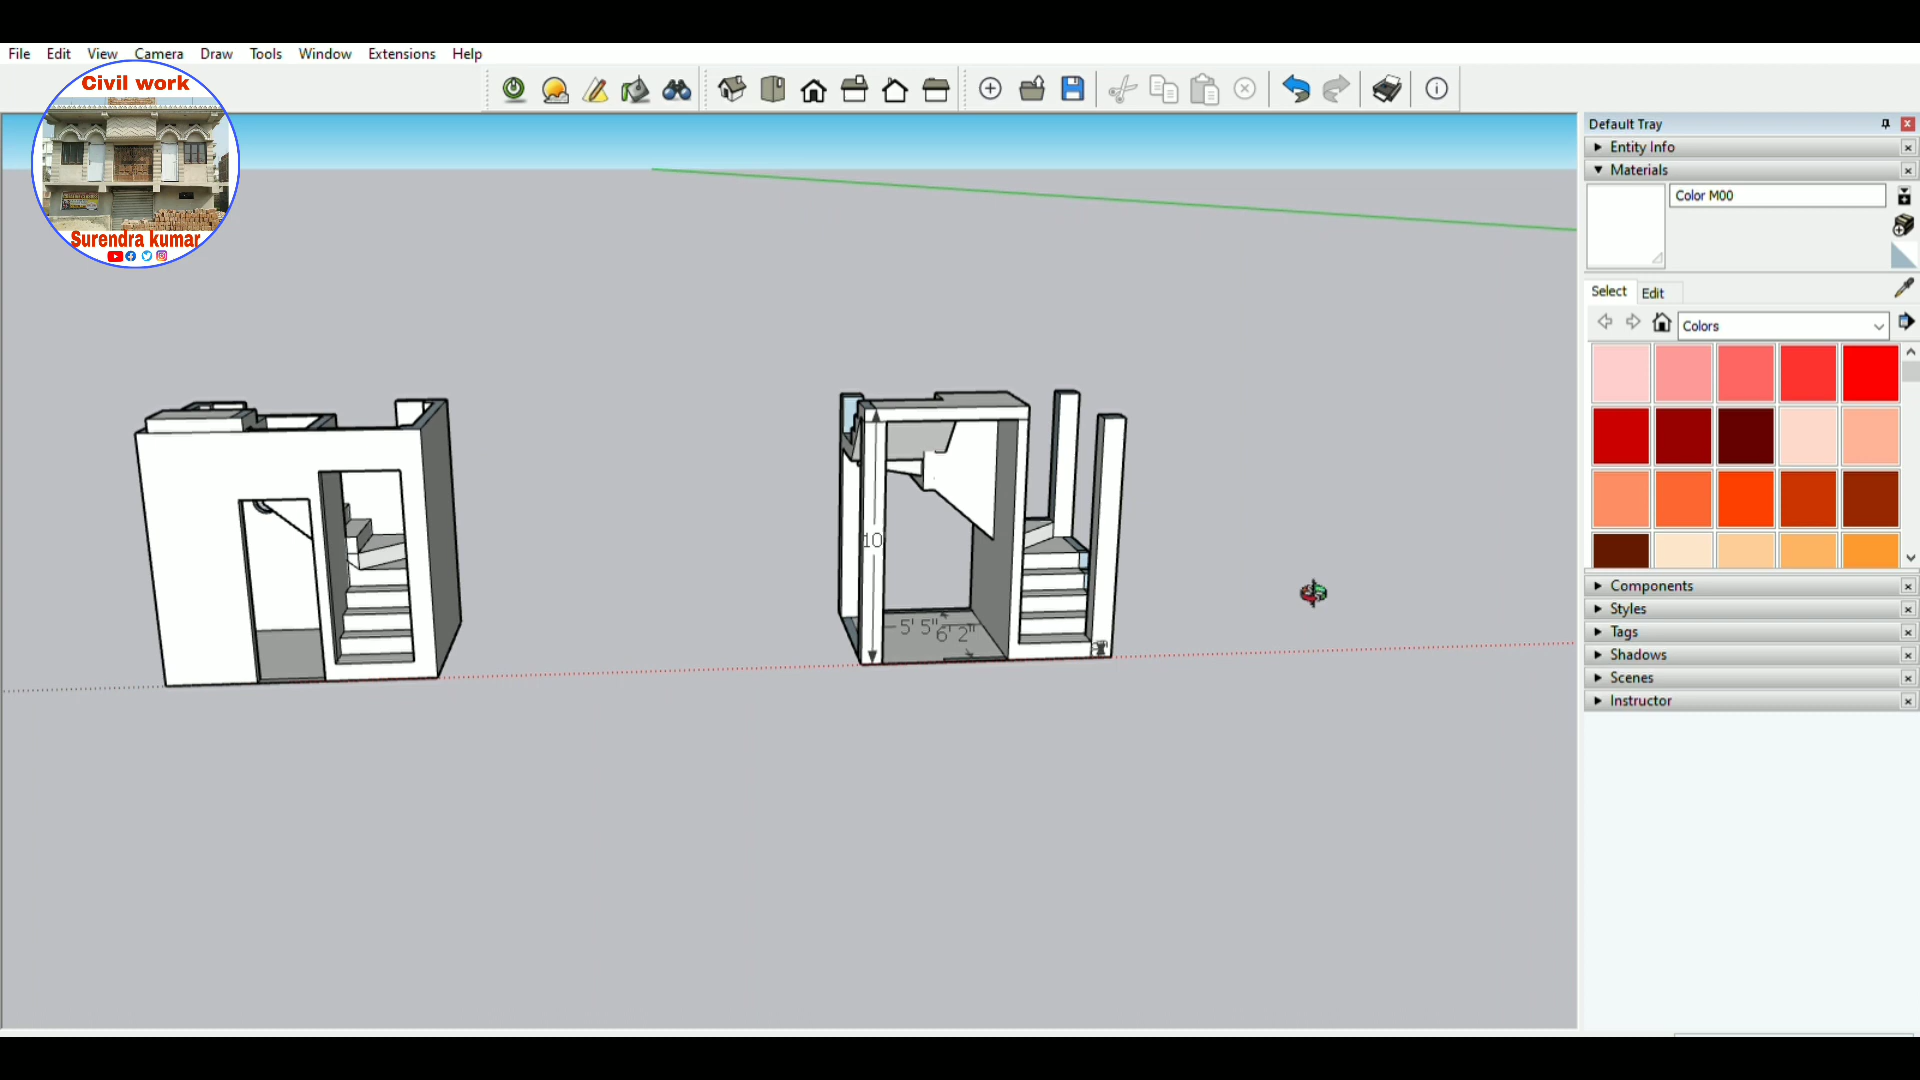 File Edit View Camera Draw Tools Window Extensions Help
Civil work
Surendra kumar
Default Tray
Entity Info
Materials
Color M00
Select Edit
Colors
Components
Styles
Tags
Shadows
Scenes
Instructor
10
5' 5"
6' 2"